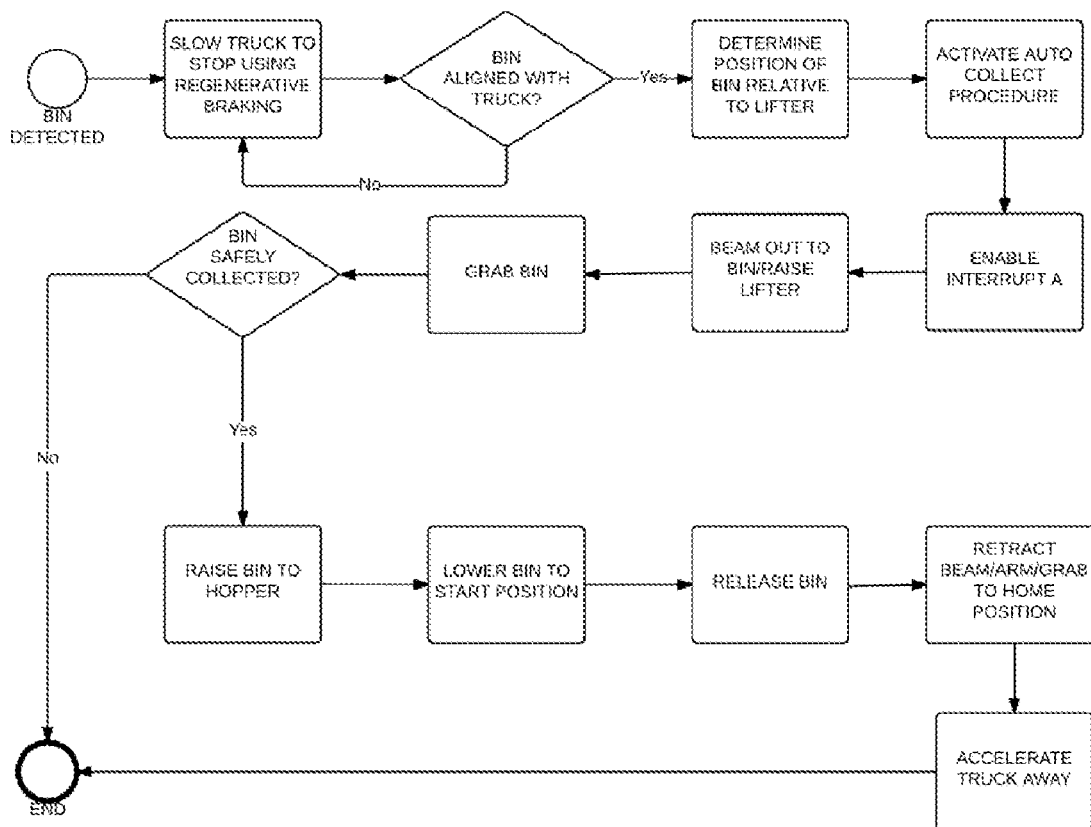 BIN
DETECTED
SLOW TRUCK TO
STOP USING
REGENERATIVE
BRAKING
BIN
ALIGNED WITH
TRUCK?
Yes
No
DETERMINE
POSITION OF
BIN RELATIVE
TO LIFTER
ACTIVATE AUTO
COLLECT
PROCEDURE
ENABLE
INTERRUPT A
BEAM OUT TO
BIN/RAISE
LIFTER
GRAB BIN
BIN
SAFELY
COLLECTED?
No
Yes
RAISE BIN TO
HOPPER
LOWER BIN TO
START POSITION
RELEASE BIN
RETRACT
BEAM/ARM/GRAB
TO HOME
POSITION
ACCELERATE
TRUCK AWAY
END